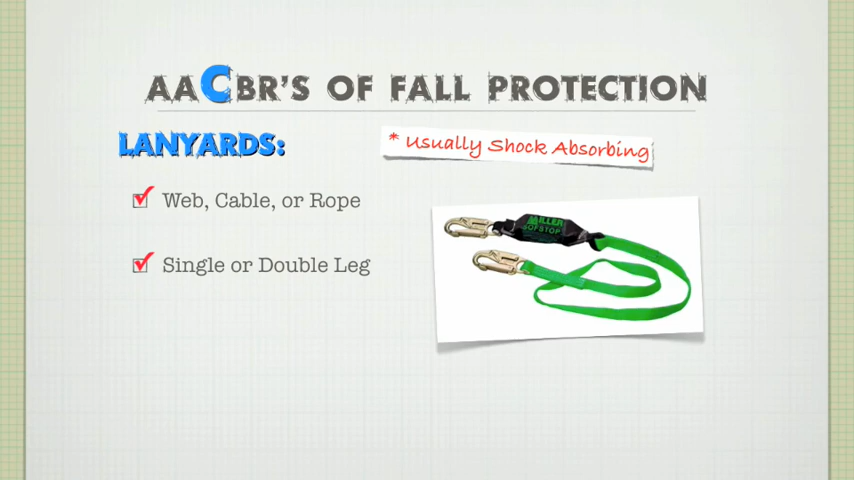 AACBR'S OF FALL PROTECTION
LANYARDS:
* Usually Shock Absorbing
Web, Cable, or Rope
Single or Double Leg
MILLER
SOFSTOP